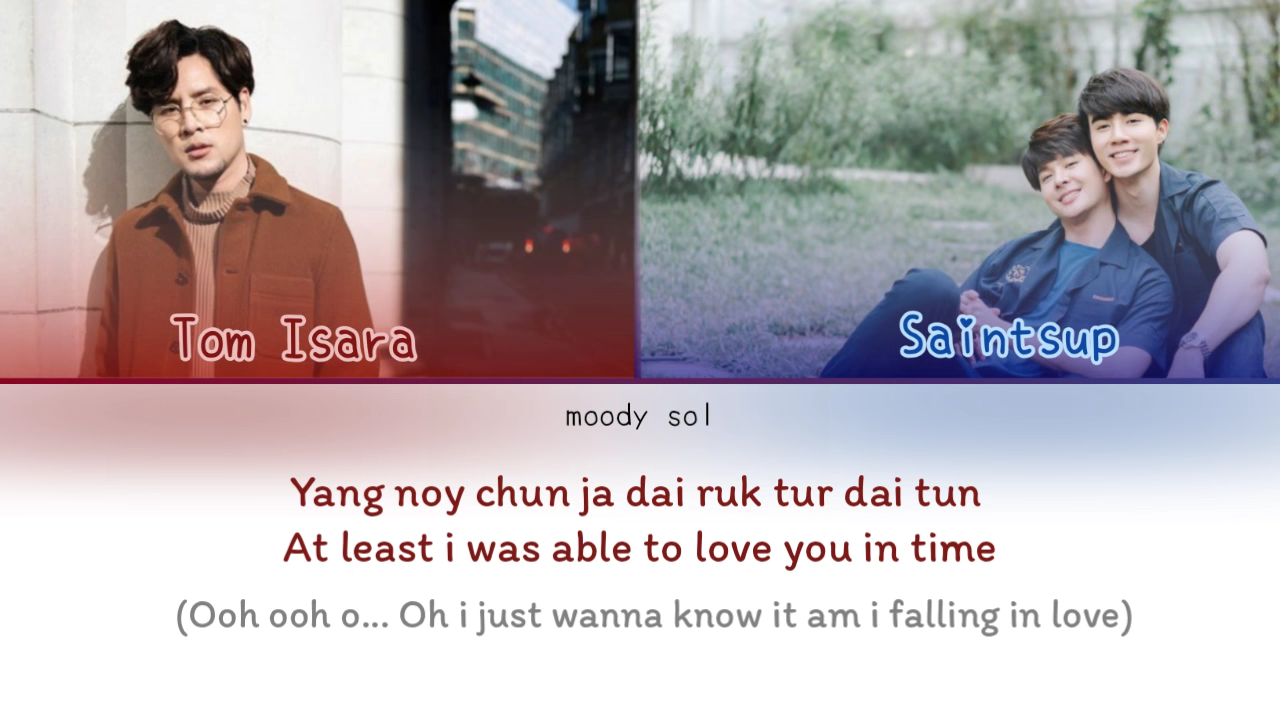 Tom Isara
Saintsup
moody sol
Yang noy chun ja dai ruk tur dai tun
At least i was able to love you in time
(Ooh ooh o... Oh i just wanna know it am i falling in love)